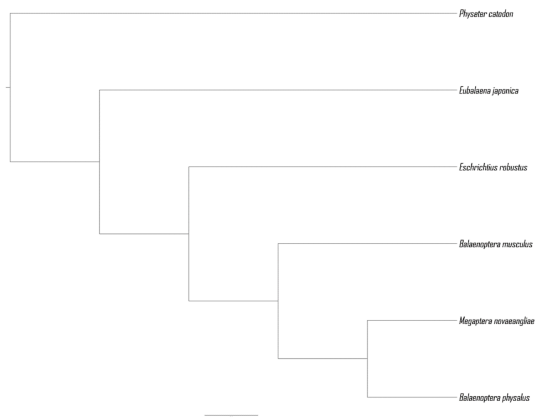 Physeter catodon
Eubalaena japonica
Eschrichtius robustus
Balaenoptera musculus
Megaptera novaeangliae
Balaenoptera physalus